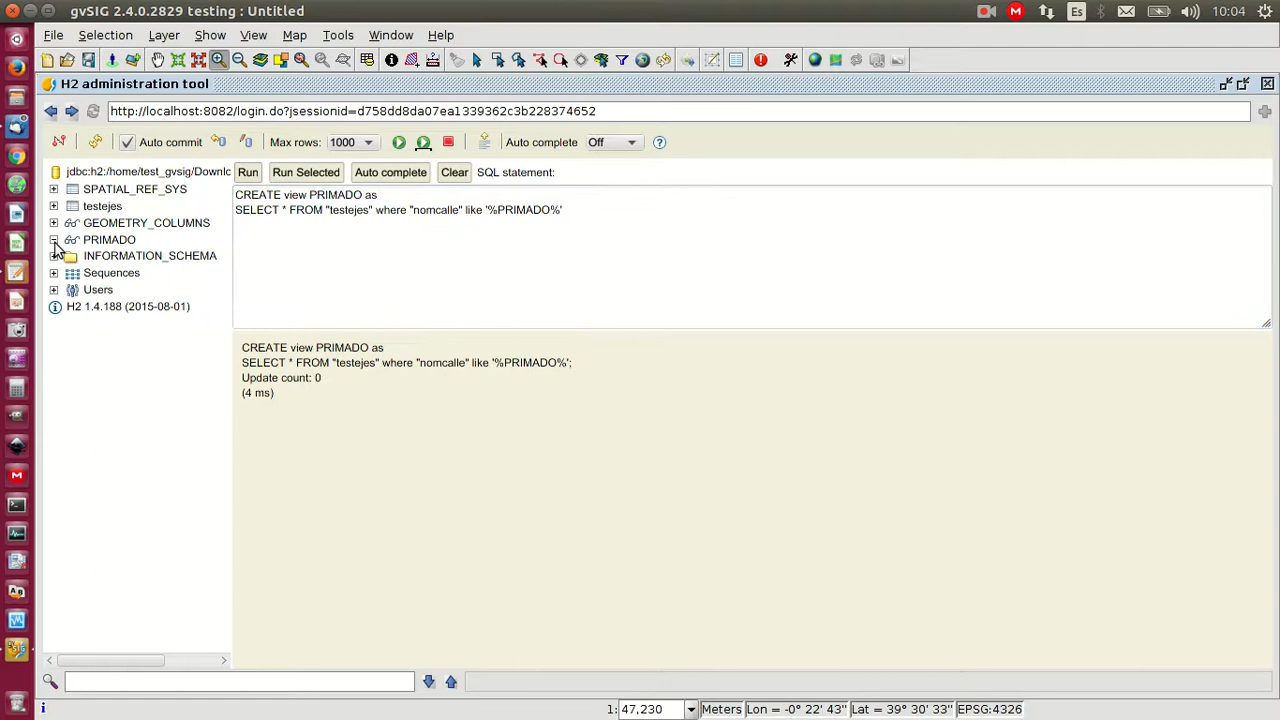 gvSIG 2.4.0.2829 testing : Untitled
Es
10:04
File Selection Layer Show View Map Tools Window Help
H2 administration tool
http://localhost:8082/login.do?jsessionid=d758dd8da07ea1339362c3b228374652
Auto commit Max rows: 1000 Auto complete Off
jdbc:h2:/home/test_gvsig/Downlc
SPATIAL_REF_SYS
testejes
GEOMETRY_COLUMNS
PRIMADO
INFORMATION_SCHEMA
Sequences
Users
H2 1.4.188 (2015-08-01)
Run Run Selected Auto complete Clear SQL statement:
CREATE view PRIMADO as
SELECT * FROM "testejes" where "nomcalle" like '%PRIMADO%'
CREATE view PRIMADO as
SELECT * FROM "testejes" where "nomcalle" like '%PRIMADO%';
Update count: 0
(4 ms)
1: 47,230 Meters Lon = -0° 22' 43" Lat = 39° 30' 33" EPSG:4326